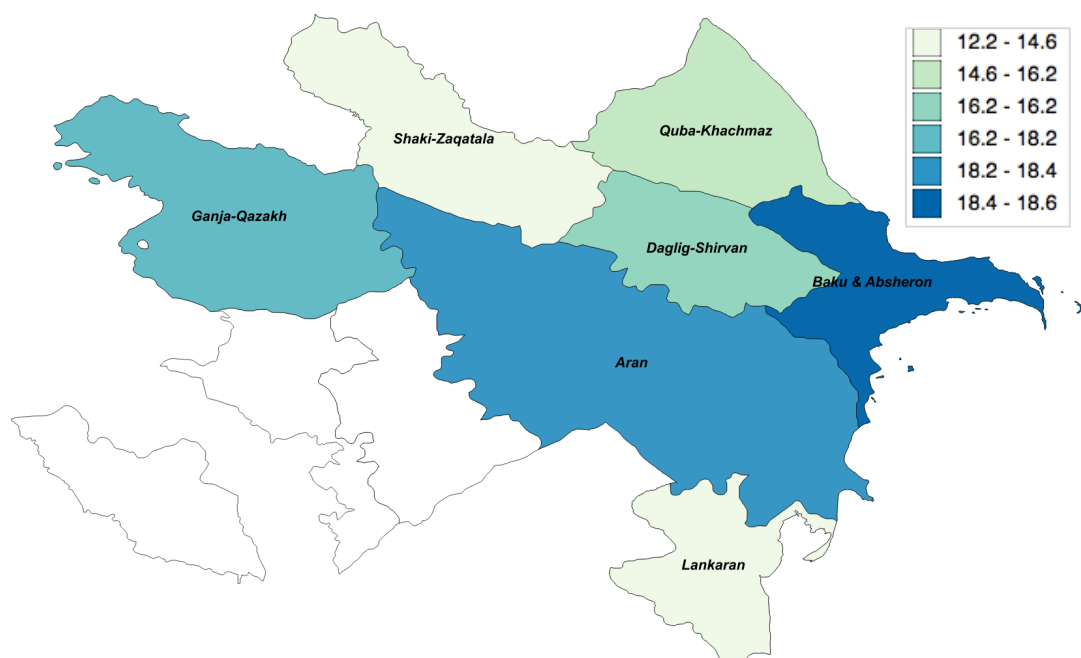 12.2 - 14.6
14.6 - 16.2
16.2 - 16.2
16.2 - 18.2
18.2 - 18.4
18.4 - 18.6
Quba-Khachmaz
Shaki-Zaqatala
Ganja-Qazakh
Daglig-Shirvan
Baku & Absheron
Aran
Lankaran